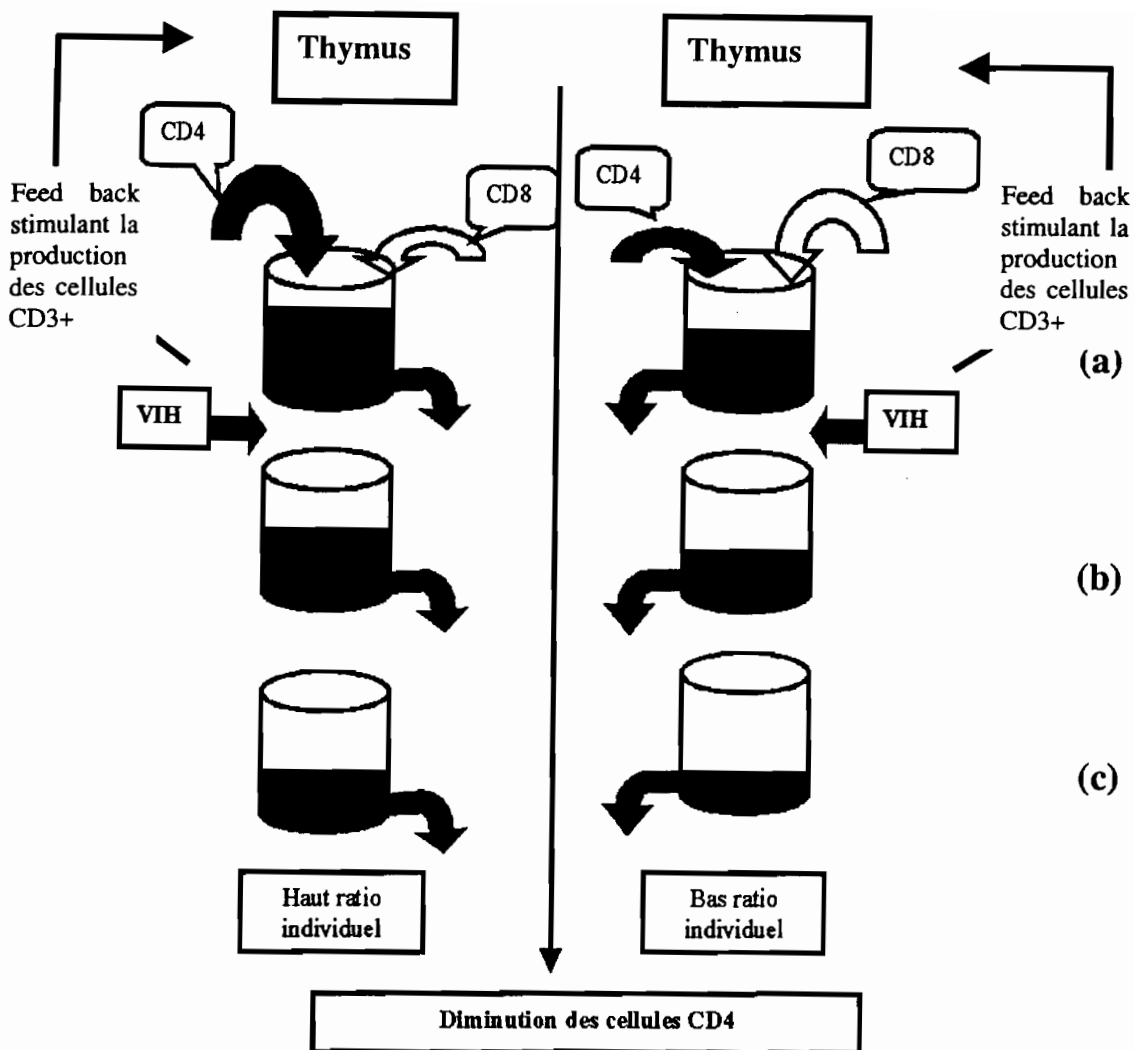 Thymus
Thymus
CD4
CD8
CD4
CD8
Feed back
stimulant la
production
des cellules
CD3+
Feed back
stimulant la
production
des cellules
CD3+
(a)
VIH
VIH
(b)
(c)
Haut ratio
individuel
Bas ratio
individuel
Diminution des cellules CD4